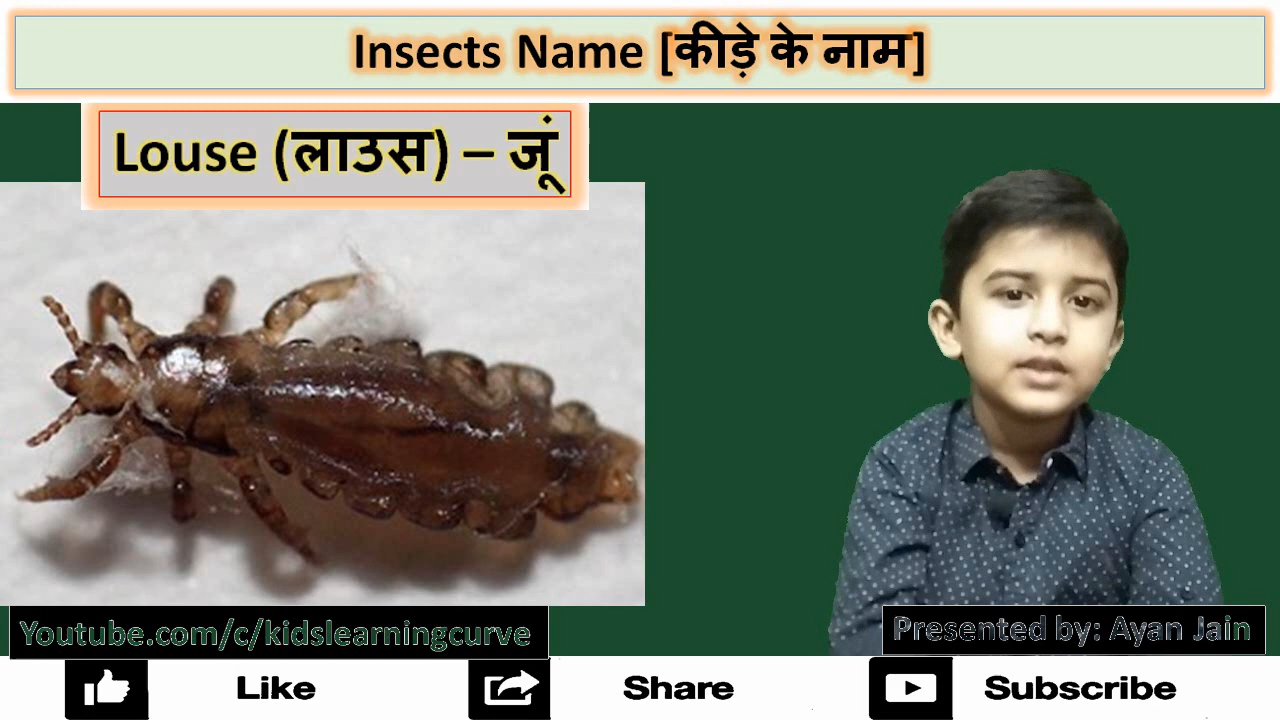 Insects Name [कीड़े के नाम]
Louse (लाउस) – जूं
Youtube.com/c/kidslearningcurve
Presented by: Ayan Jain
Like
Share
Subscribe